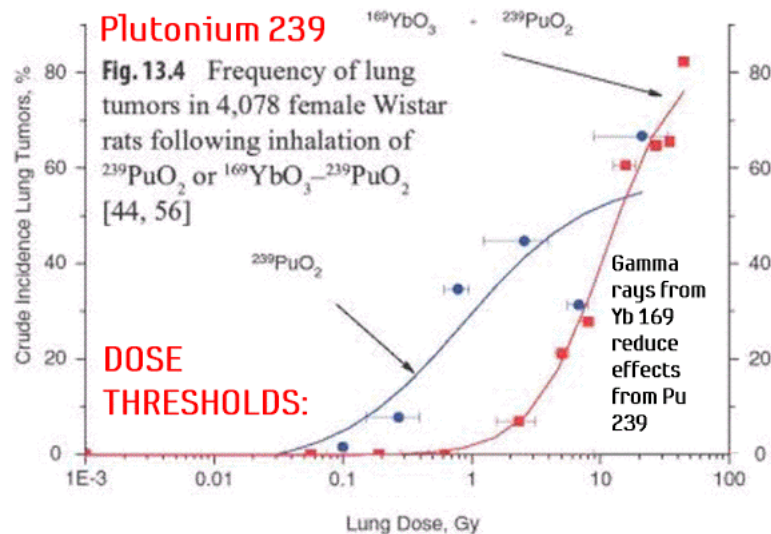 Plutonium 239
¹⁶⁹YbO₃ - ²³⁹PuO₂
Fig. 13.4 Frequency of lung
tumors in 4,078 female Wistar
rats following inhalation of
²³⁹PuO₂ or ¹⁶⁹YbO₃–²³⁹PuO₂
[44, 56]
²³⁹PuO₂
DOSE
THRESHOLDS:
Gamma
rays from
Yb 169
reduce
effects
from Pu
239
Crude Incidence Lung Tumors, %
80
60
40
20
0
80
60
40
20
0
1E-3
0.1
1
10
100
Lung Dose, Gy